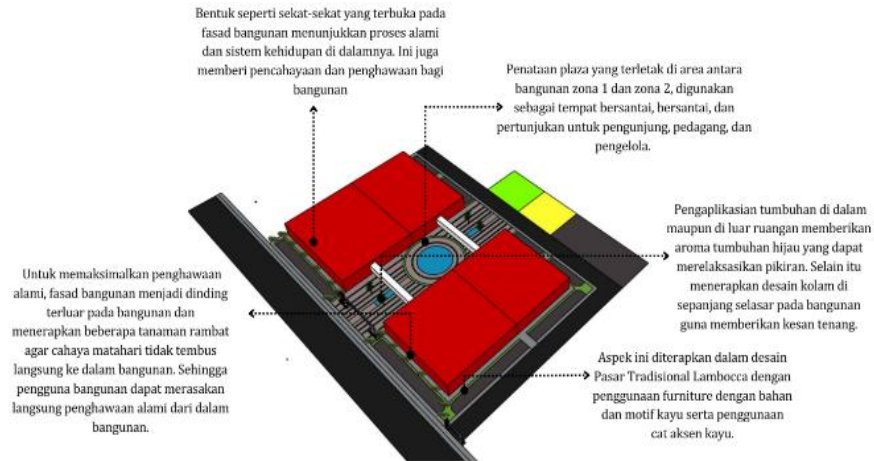 Bentuk seperti sekat-sekat yang terbuka pada
fasad bangunan menunjukkan proses alami
dan sistem kehidupan di dalamnya. Ini juga
memberi pencahayaan dan penghawaan bagi
bangunan
Penataan plaza yang terletak di area antara
bangunan zona 1 dan zona 2, digunakan
sebagai tempat bersantai, bersantai, dan
pertunjukan untuk pengunjung, pedagang, dan
pengelola.
Pengaplikasian tumbuhan di dalam
maupun di luar ruangan memberikan
aroma tumbuhan hijau yang dapat
merelaksasikan pikiran. Selain itu
menerapkan desain kolam di
sepanjang selasar pada bangunan
guna memberikan kesan tenang.
Untuk memaksimalkan penghawaan
alami, fasad bangunan menjadi dinding
terluar pada bangunan dan
menerapkan beberapa tanaman rambat
agar cahaya matahari tidak tembus
langsung ke dalam bangunan. Sehingga
pengguna bangunan dapat merasakan
langsung penghawaan alami dari dalam
bangunan.
Aspek ini diterapkan dalam desain
Pasar Tradisional Lambocca dengan
penggunaan furniture dengan bahan
dan motif kayu serta penggunaan
cat aksen kayu.